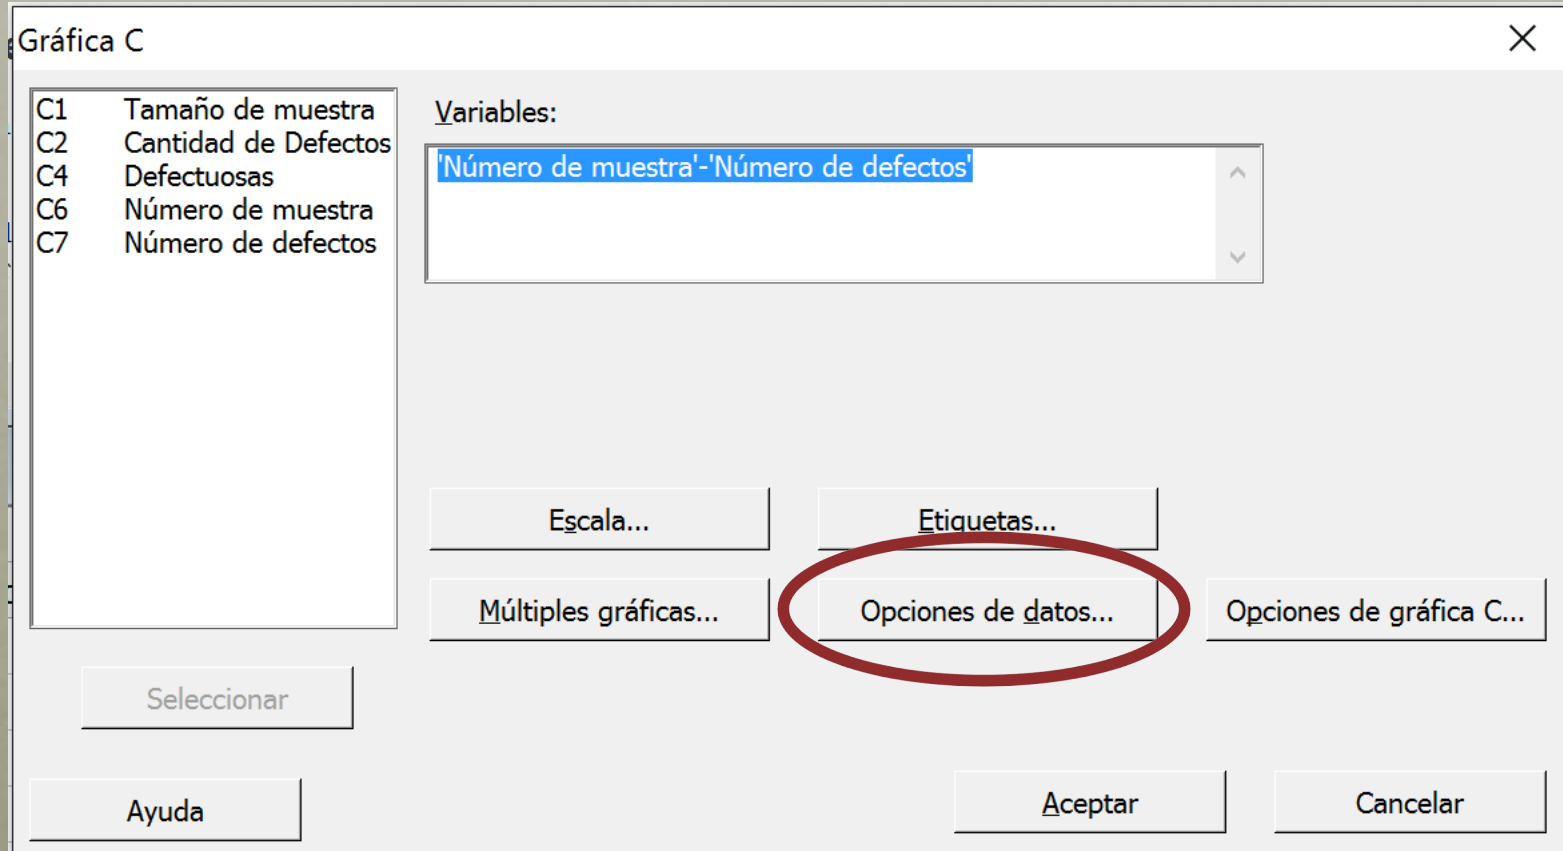 Gráfica C
C1 Tamaño de muestra
C2 Cantidad de Defectos
C4 Defectuosas
C6 Número de muestra
C7 Número de defectos
Variables:
'Número de muestra'-'Número de defectos'
Escala...
Etiquetas...
Múltiples gráficas...
Opciones de datos...
Opciones de gráfica C...
Seleccionar
Ayuda
Aceptar
Cancelar